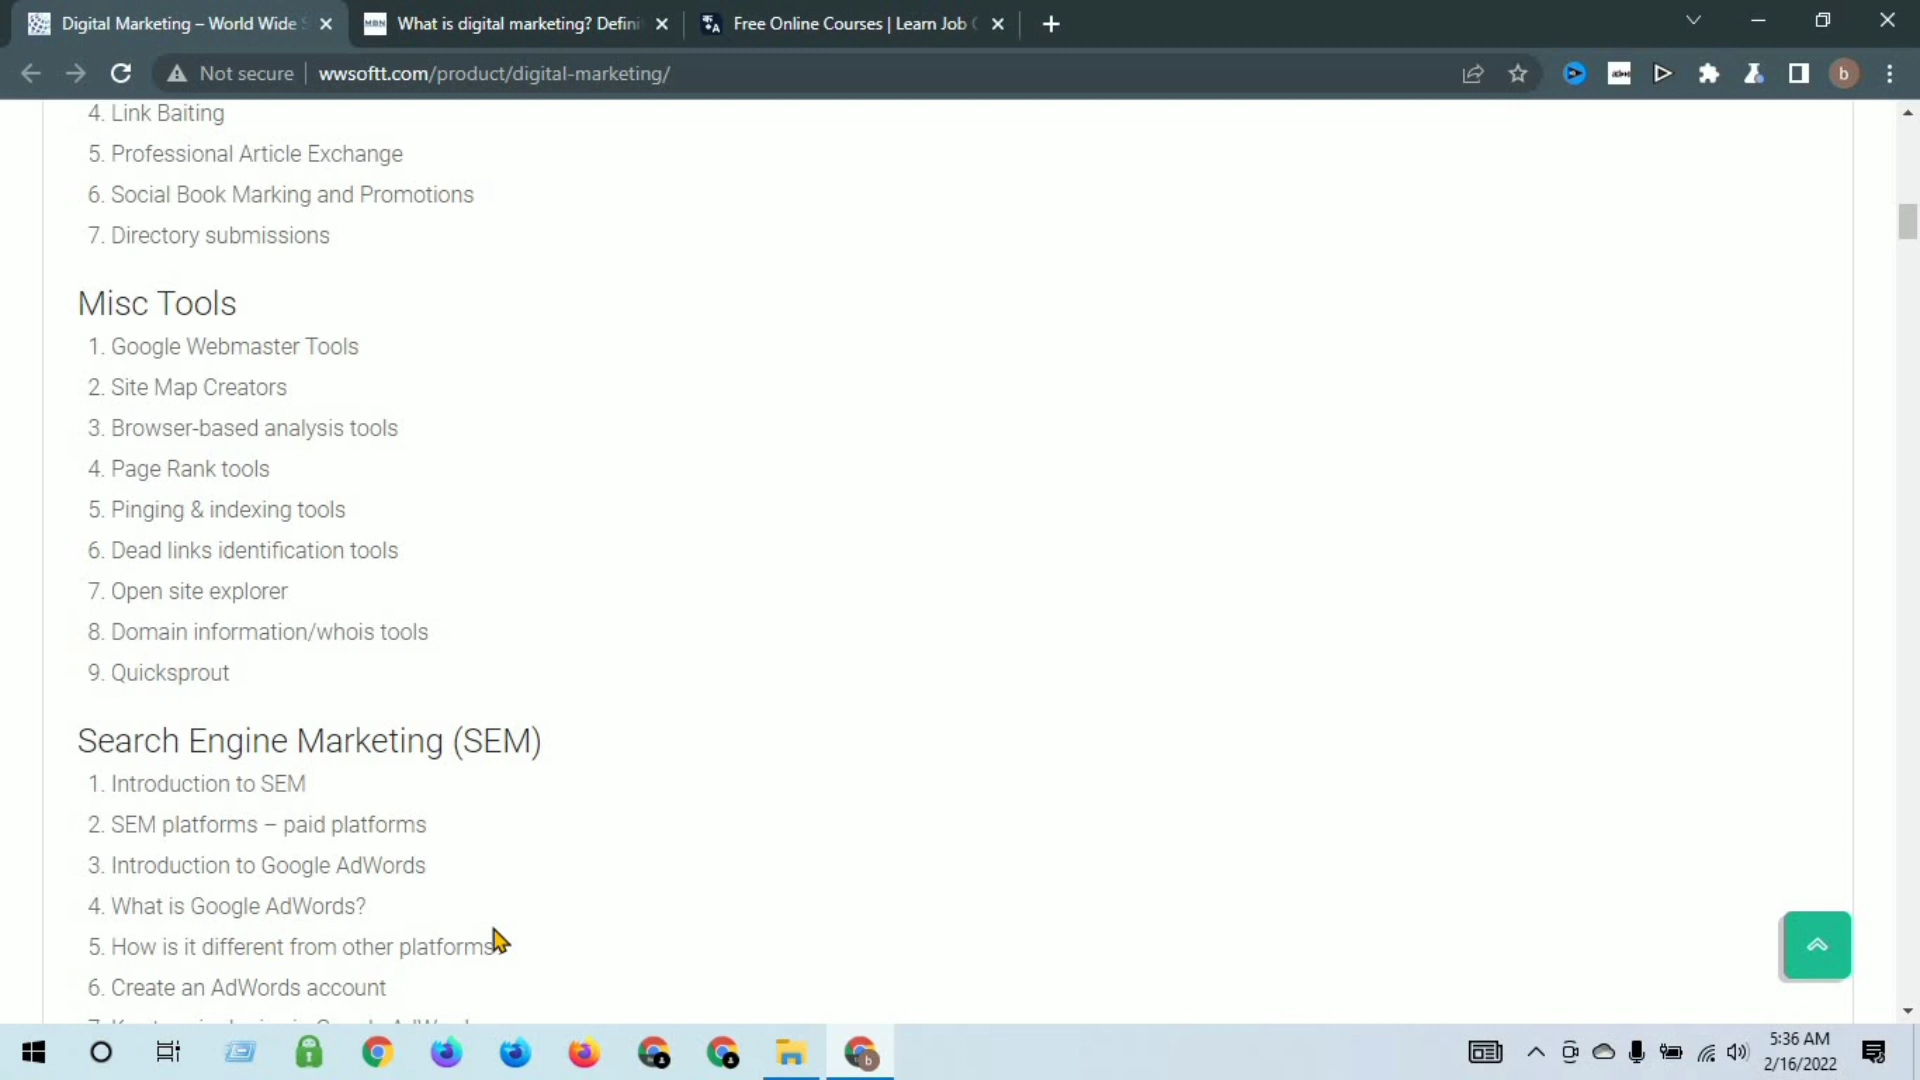 Digital Marketing – World Wide S
What is digital marketing? Defini
Free Online Courses | Learn Job
Not secure
wwsoftt.com/product/digital-marketing/
b
4. Link Baiting
5. Professional Article Exchange
6. Social Book Marking and Promotions
7. Directory submissions
Misc Tools
1. Google Webmaster Tools
2. Site Map Creators
3. Browser-based analysis tools
4. Page Rank tools
5. Pinging & indexing tools
6. Dead links identification tools
7. Open site explorer
8. Domain information/whois tools
9. Quicksprout
Search Engine Marketing (SEM)
1. Introduction to SEM
2. SEM platforms – paid platforms
3. Introduction to Google AdWords
4. What is Google AdWords?
5. How is it different from other platforms
6. Create an AdWords account
5:36 AM
2/16/2022